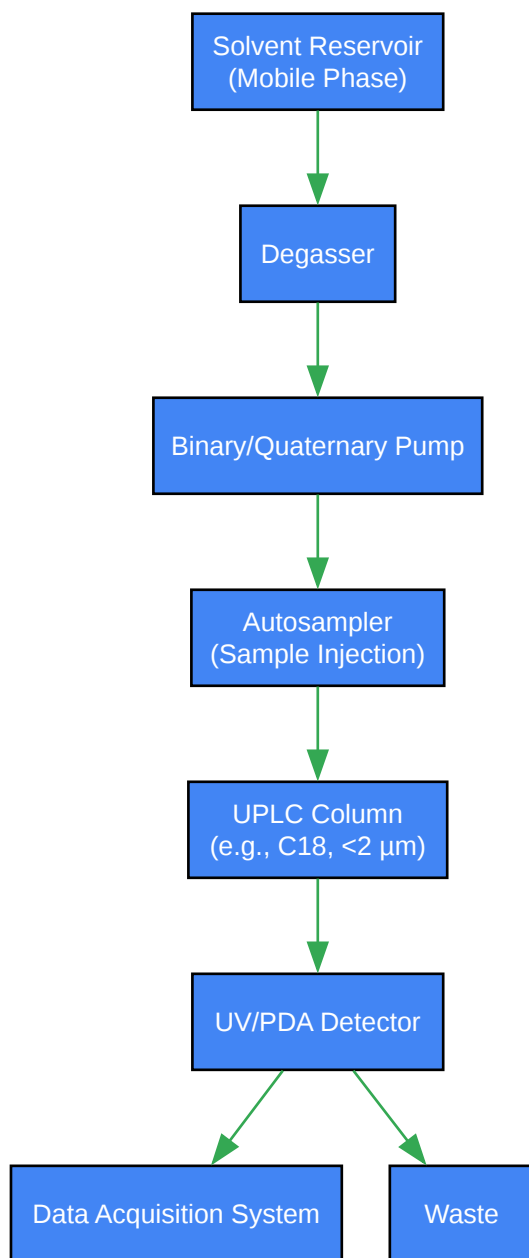 Solvent Reservoir
(Mobile Phase)
Degasser
Binary/Quaternary Pump
Autosampler
(Sample Injection)
UPLC Column
(e.g., C18, <2 µm)
UV/PDA Detector
Data Acquisition System
Waste